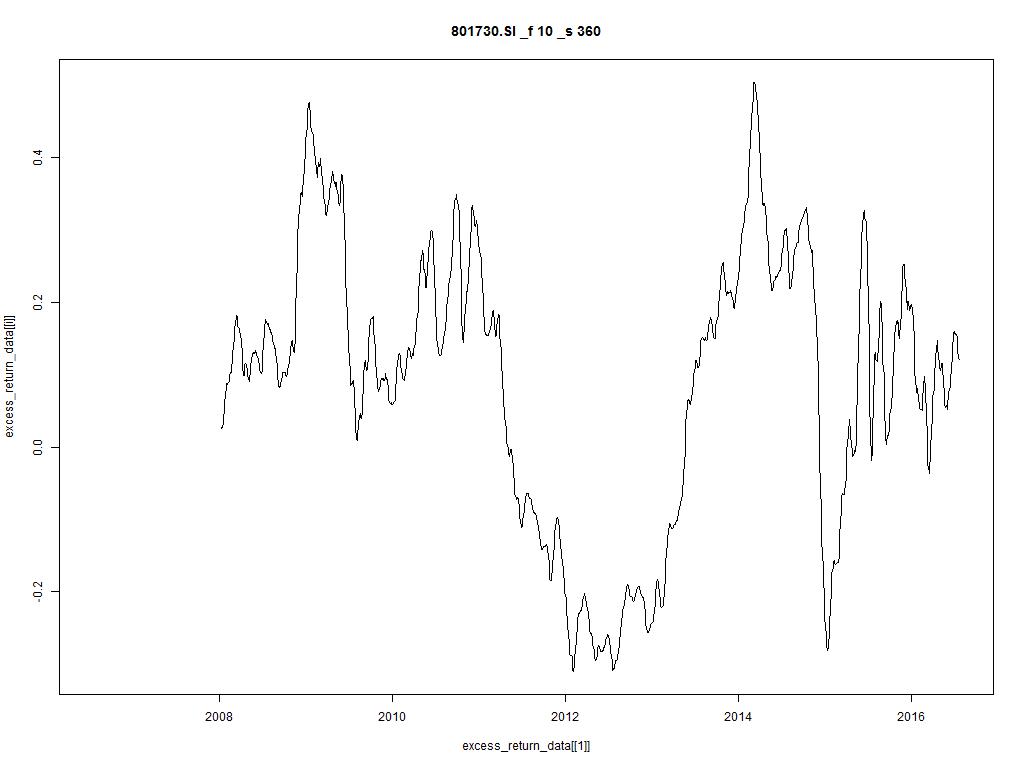 801730.SI _f 10 _s 360
excess_return_data[[i]]
0.4
0.2
0.0
-0.2
2008 2010 2012 2014 2016
excess_return_data[[1]]